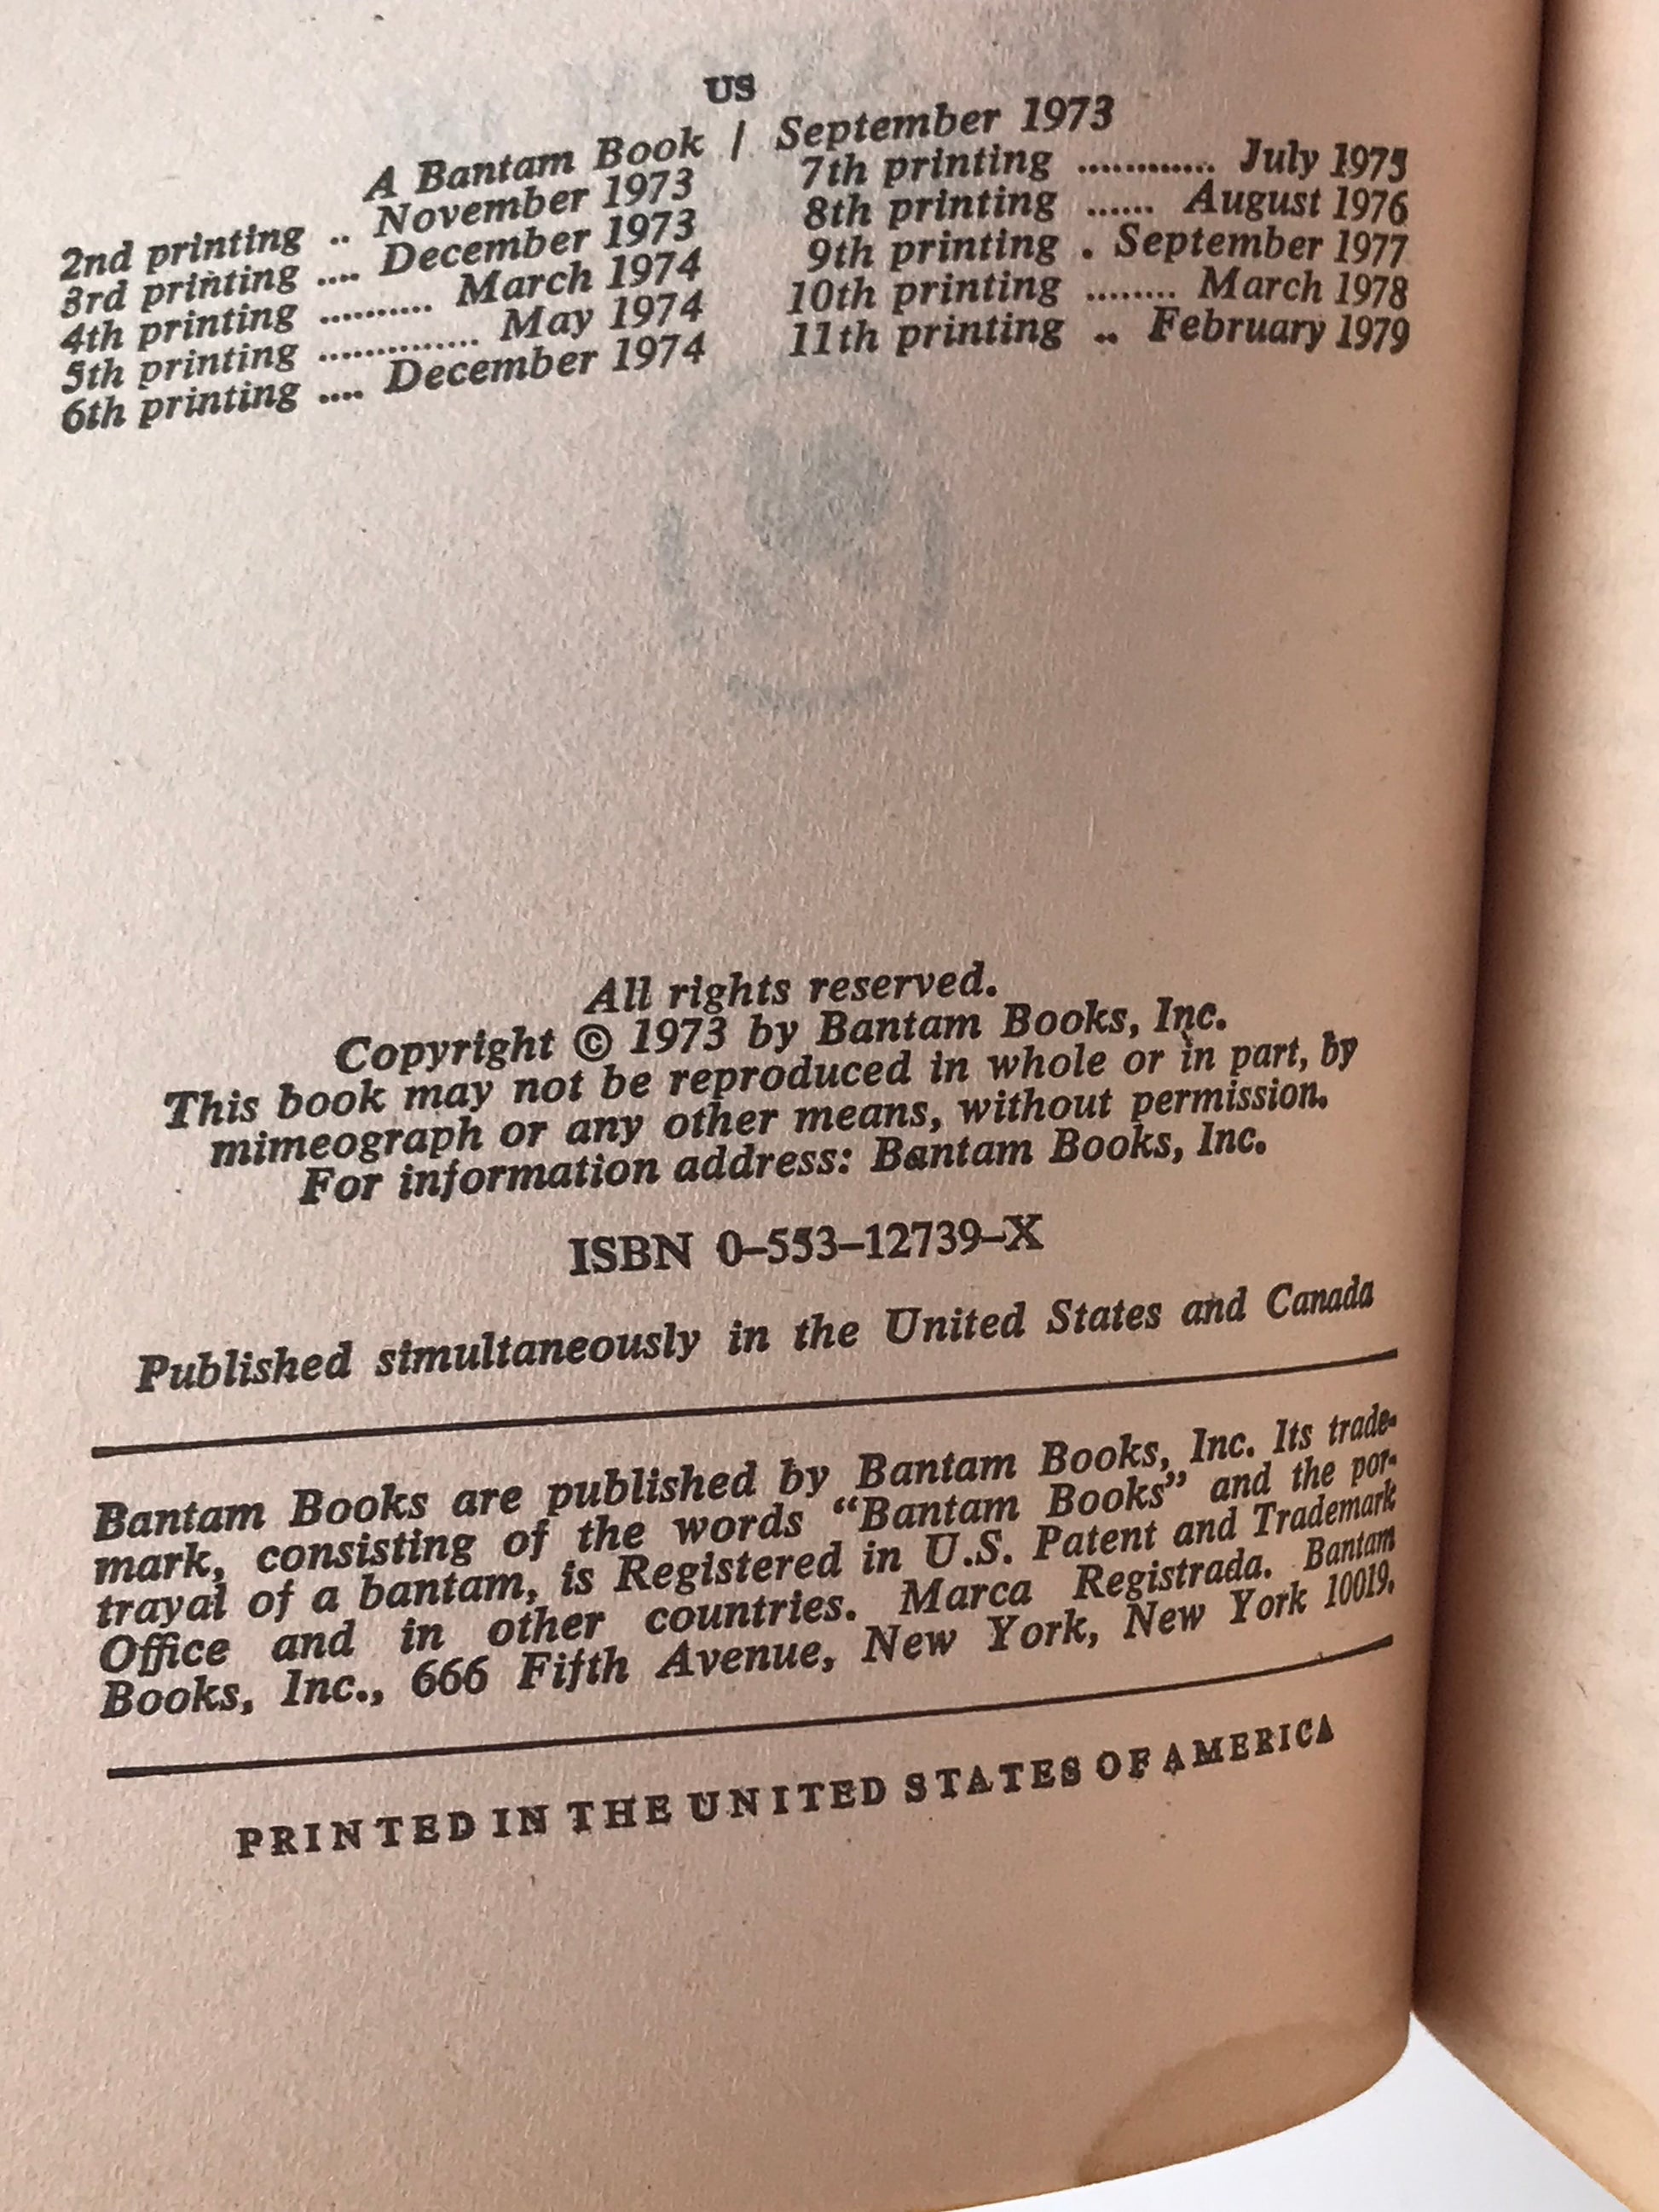 US
A Bantam Book / September 1973
2nd printing .. November 1973
3rd printing .... December 1973
4th printing .......... March 1974
5th printing .............. May 1974
6th printing .... December 1974
7th printing ............ July 1975
8th printing ...... August 1976
9th printing . September 1977
10th printing ........ March 1978
11th printing .. February 1979
All rights reserved.
Copyright © 1973 by Bantam Books, Inc.
This book may not be reproduced in whole or in part, by
mimeograph or any other means, without permission.
For information address: Bantam Books, Inc.
ISBN 0–553–12739–X
Published simultaneously in the United States and Canada
Bantam Books are published by Bantam Books, Inc. Its trade-
mark, consisting of the words “Bantam Books” and the por-
trayal of a bantam, is Registered in U.S. Patent and Trademark
Office and in other countries. Marca Registrada. Bantam
Books, Inc., 666 Fifth Avenue, New York, New York 10019.
PRINTED IN THE UNITED STATES OF AMERICA